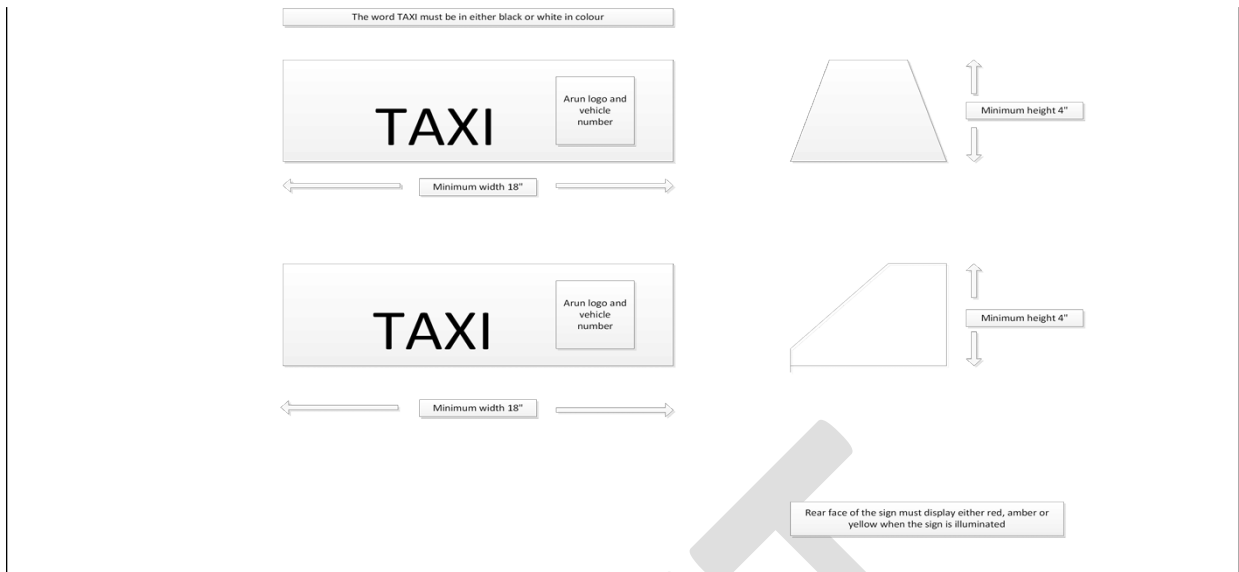 The word TAXI must be in either black or white in colour
TAXI
Arun logo and
vehicle
number
Minimum height 4"
Minimum width 18"
TAXI
Arun logo and
vehicle
number
Minimum height 4"
Minimum width 18"
Rear face of the sign must display either red, amber or
yellow when the sign is illuminated